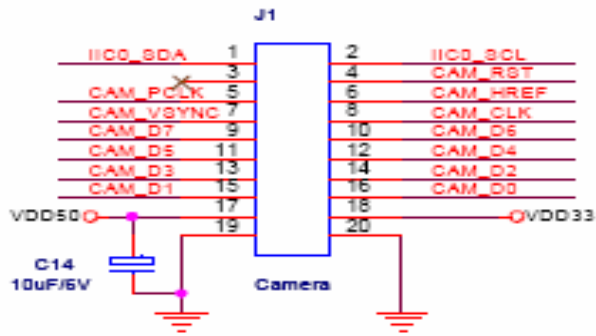 J1
IIC0_SDA 1 2 IIC0_SCL
3 4 CAM_RST
CAM_PCLK 5 6 CAM_HREF
CAM_VSYNC 7 8 CAM_CLK
CAM_D7 9 10 CAM_D6
CAM_D5 11 12 CAM_D4
CAM_D3 13 14 CAM_D2
CAM_D1 15 16 CAM_D0
VDD50 17 18 VDD33
19 20
C14
10uF/6V
Camera